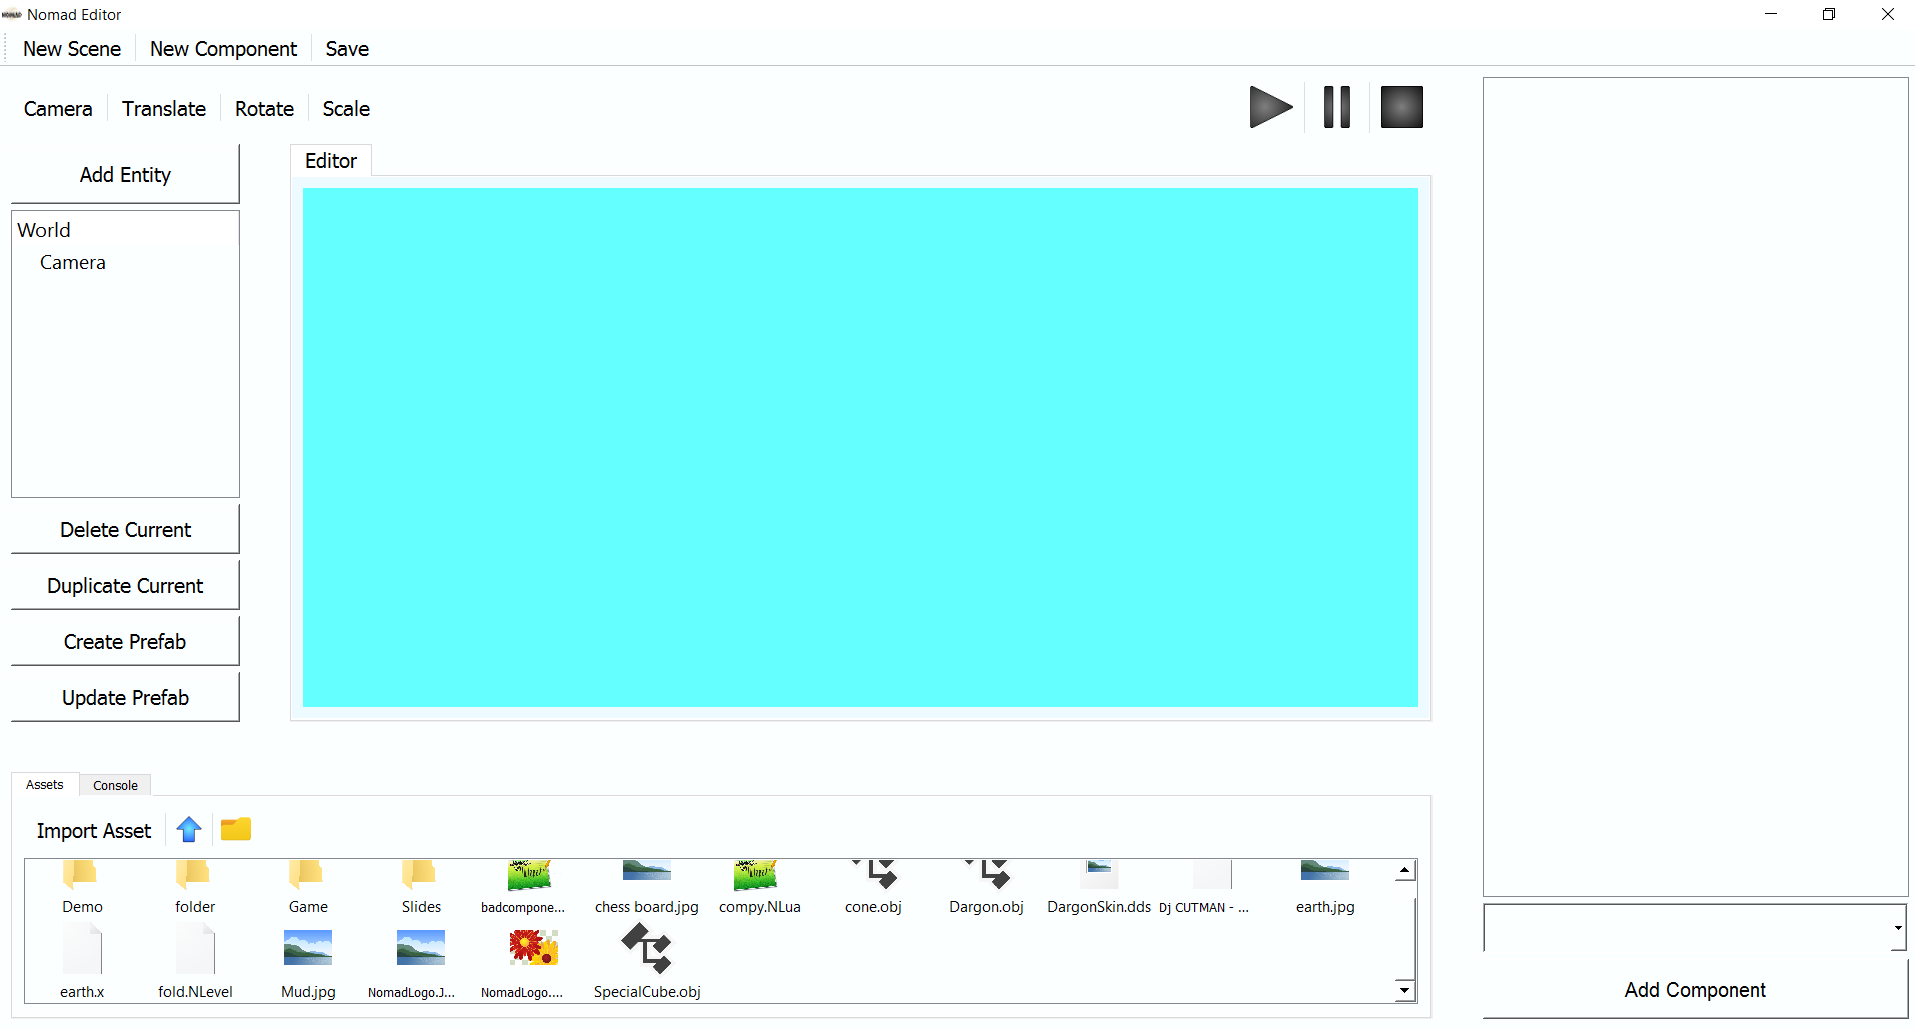 Nomad Editor
New Scene New Component Save
Camera Translate Rotate Scale
Add Entity
World
Camera
Delete Current
Duplicate Current
Create Prefab
Update Prefab
Editor
Assets Console
Import Asset
Demo folder Game Slides badcompone... chess board.jpg compy.NLua cone.obj Dargon.obj DargonSkin.dds Dj CUTMAN - ... earth.jpg
earth.x fold.NLevel Mud.jpg NomadLogo.J... NomadLogo.... SpecialCube.obj
Add Component